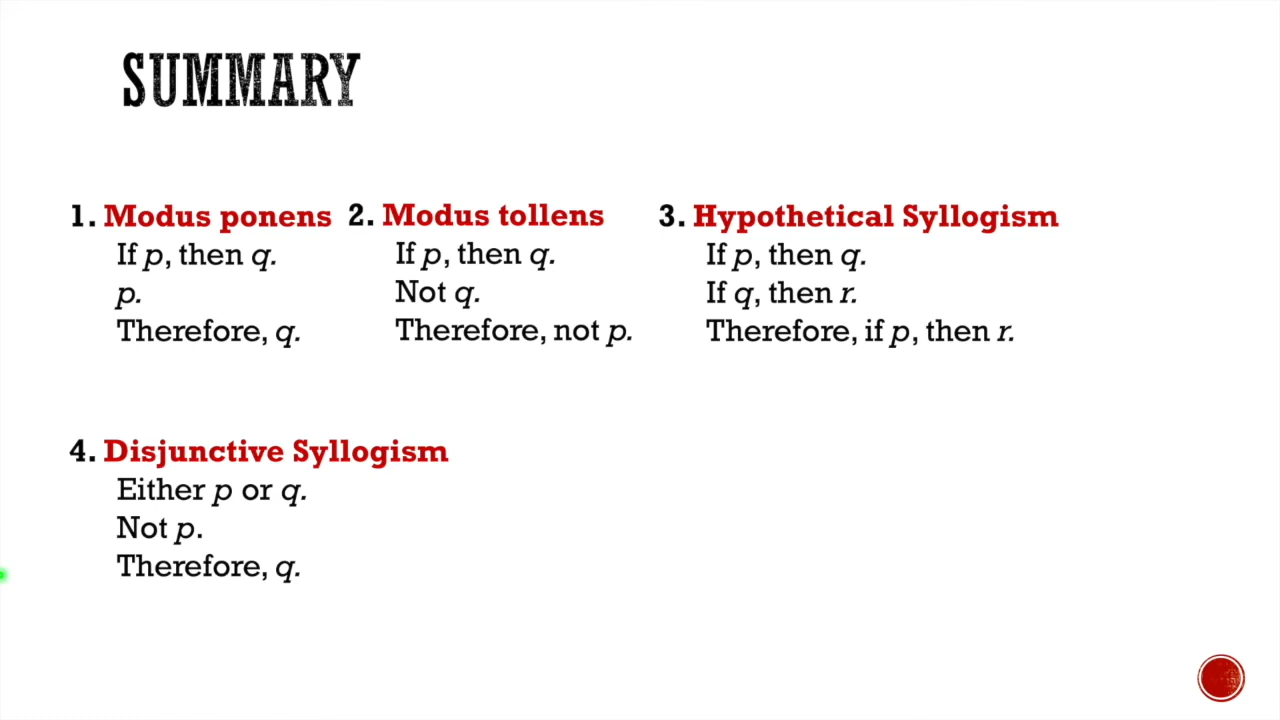 SUMMARY
1. Modus ponens
If p, then q.
p.
Therefore, q.
2. Modus tollens
If p, then q.
Not q.
Therefore, not p.
3. Hypothetical Syllogism
If p, then q.
If q, then r.
Therefore, if p, then r.
4. Disjunctive Syllogism
Either p or q.
Not p.
Therefore, q.